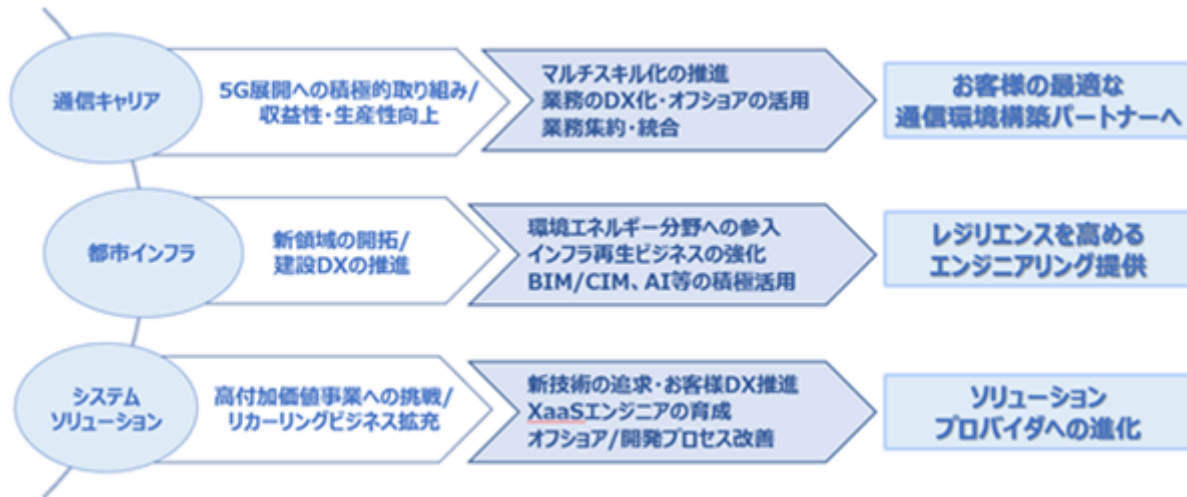 通信キャリア
5G展開への積極的取り組み/
収益性・生産性向上
マルチスキル化の推進
業務のDX化・オフショアの活用
業務集約・統合
お客様の最適な
通信環境構築パートナーへ
都市インフラ
新領域の開拓/
建設DXの推進
環境エネルギー分野への参入
インフラ再生ビジネスの強化
BIM/CIM、AI等の積極活用
レジリエンスを高める
エンジニアリング提供
システム
ソリューション
高付加価値事業への挑戦/
リカーリングビジネス拡充
新技術の追求・お客様DX推進
XaaSエンジニアの育成
オフショア/開発プロセス改善
ソリューション
プロバイダへの進化